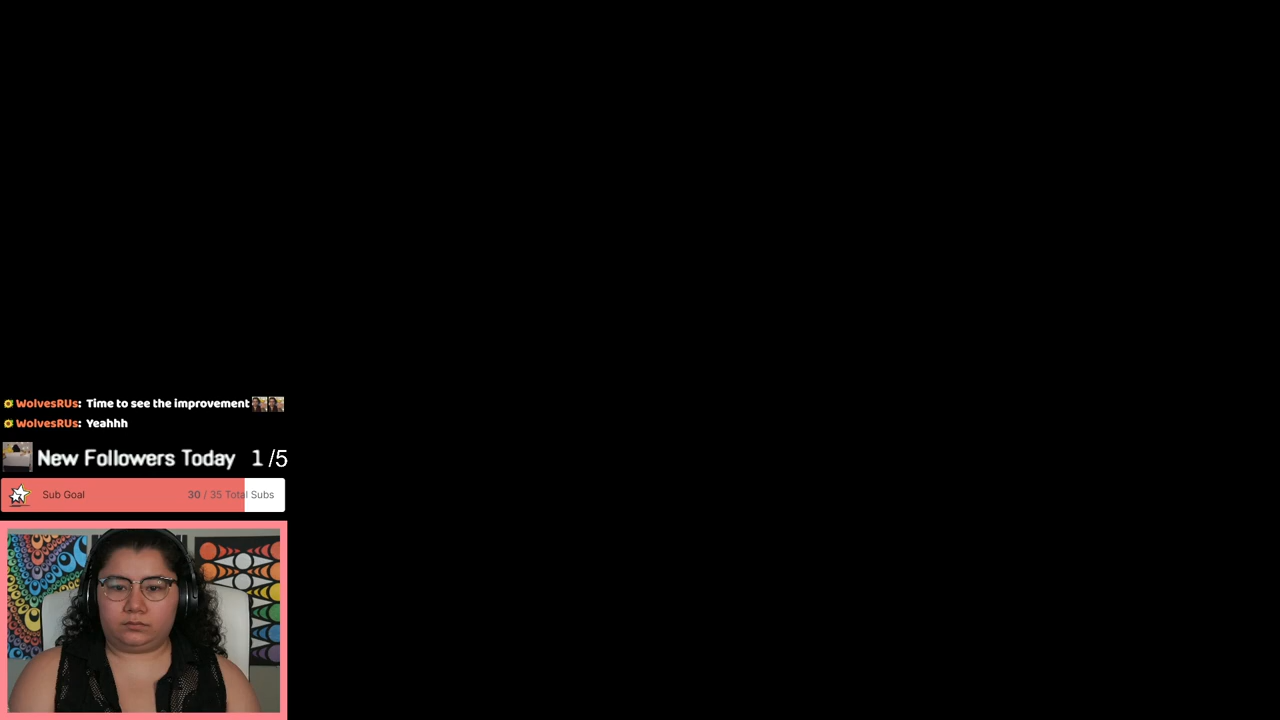 WolvesRUs: Time to see the improvement
WolvesRUs: Yeahhh
New Followers Today 1 /5
Sub Goal 30 / 35 Total Subs